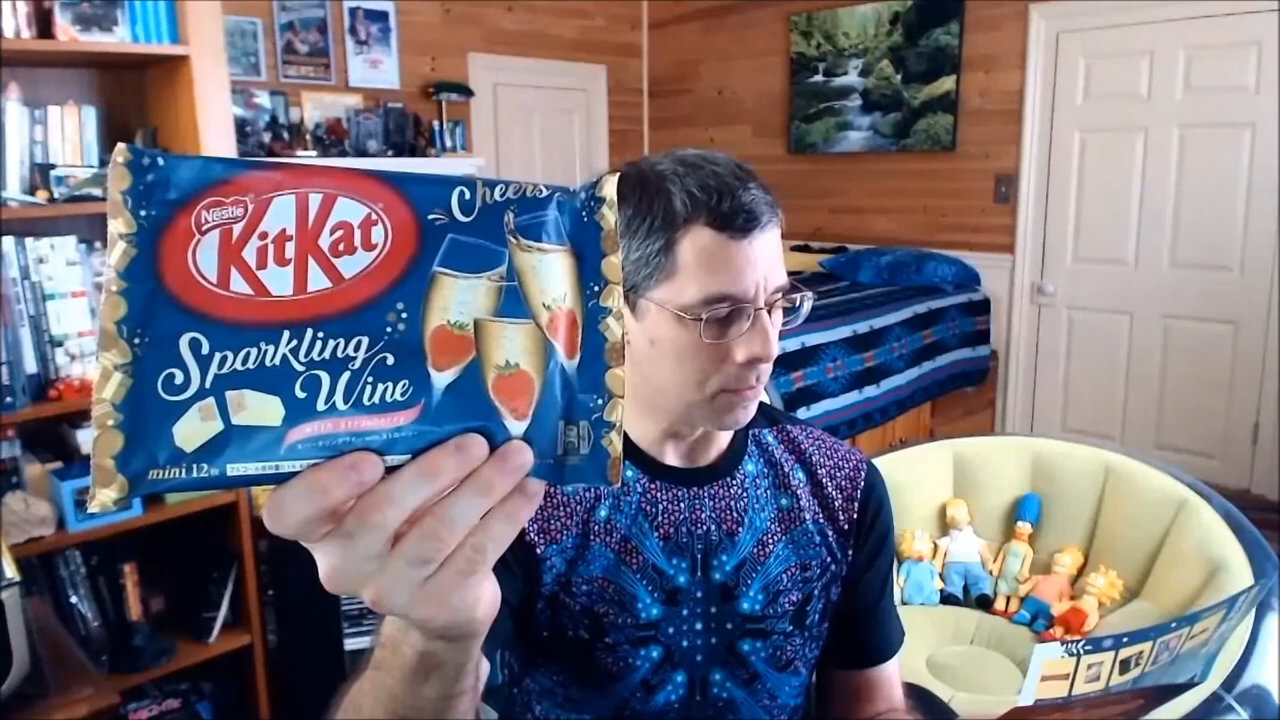 Cheers
Nestlé
KitKat
Sparkling
Wine
with Strawberry
mini 12